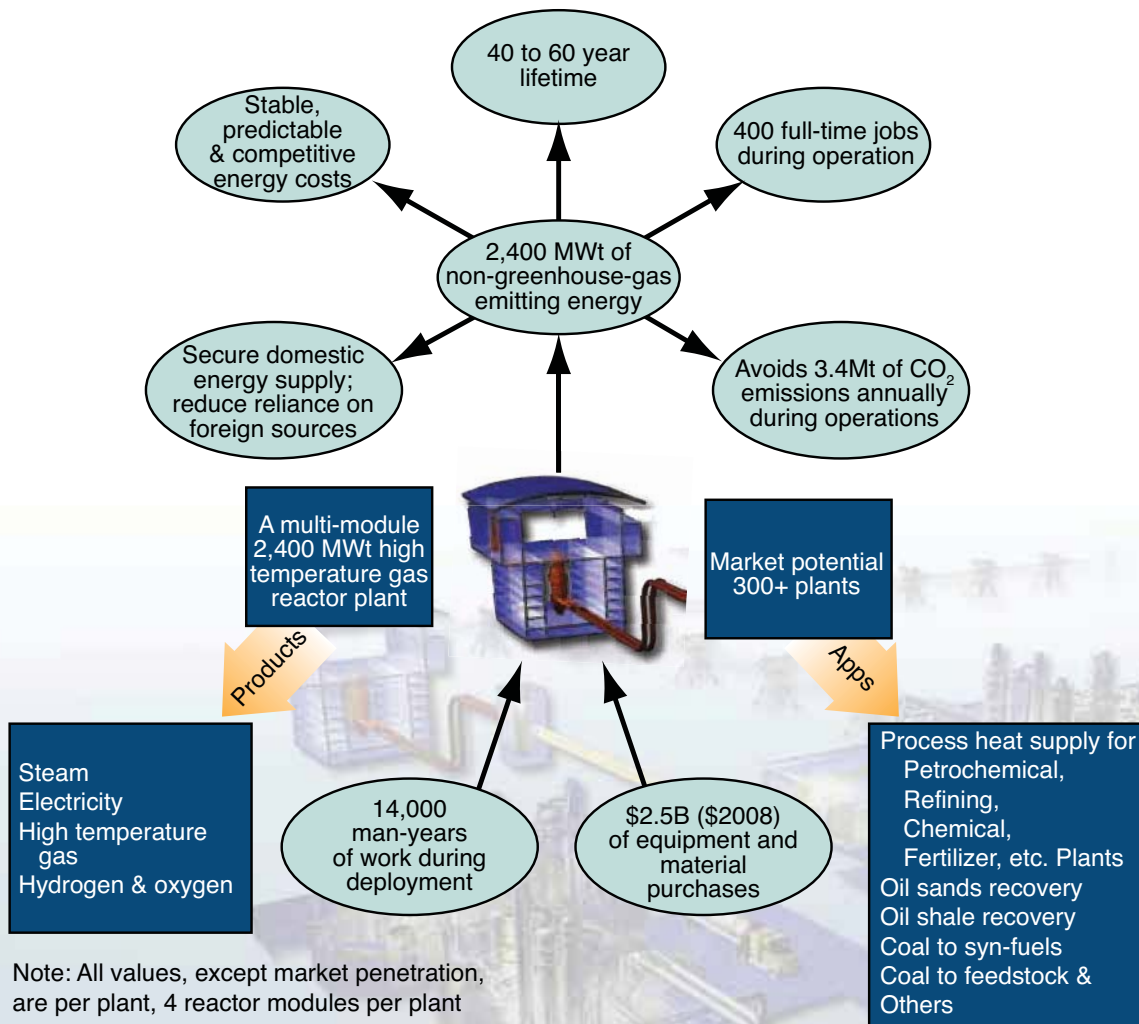 40 to 60 year
lifetime
Stable,
predictable
& competitive
energy costs
400 full-time jobs
during operation
2,400 MWt of
non-greenhouse-gas
emitting energy
Secure domestic
energy supply;
reduce reliance on
foreign sources
Avoids 3.4Mt of CO2
emissions annually
during operations
A multi-module
2,400 MWt high
temperature gas
reactor plant
Market potential
300+ plants
Products
Apps
Steam
Electricity
High temperature
gas
Hydrogen & oxygen
14,000
man-years
of work during
deployment
$2.5B ($2008)
of equipment and
material
purchases
Process heat supply for
Petrochemical,
Refining,
Chemical,
Fertilizer, etc. Plants
Oil sands recovery
Oil shale recovery
Coal to syn-fuels
Coal to feedstock &
Others
Note: All values, except market penetration,
are per plant, 4 reactor modules per plant